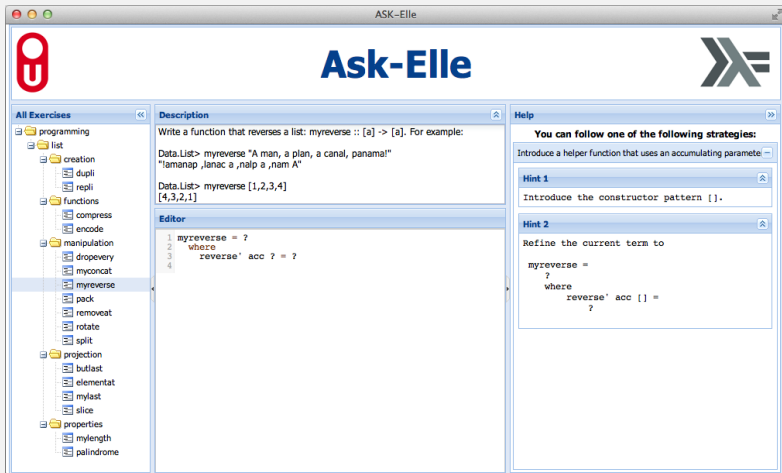 ASK-Elle
Ask-Elle
All Exercises
programming
list
creation
dupli
repli
functions
compress
encode
manipulation
dropevery
myconcat
myreverse
pack
removeat
rotate
split
projection
butlast
elementat
mylast
slice
properties
mylength
palindrome
Description
Write a function that reverses a list: myreverse :: [a] -> [a]. For example:
Data.List> myreverse "A man, a plan, a canal, panama!"
"!amanap ,lanac a ,nalp a ,nam A"
Data.List> myreverse [1,2,3,4]
[4,3,2,1]
Editor
1 myreverse = ?
2 where
3 reverse' acc ? = ?
4
Help
You can follow one of the following strategies:
Introduce a helper function that uses an accumulating paramete
Hint 1
Introduce the constructor pattern [].
Hint 2
Refine the current term to
myreverse =
?
where
reverse' acc [] =
?